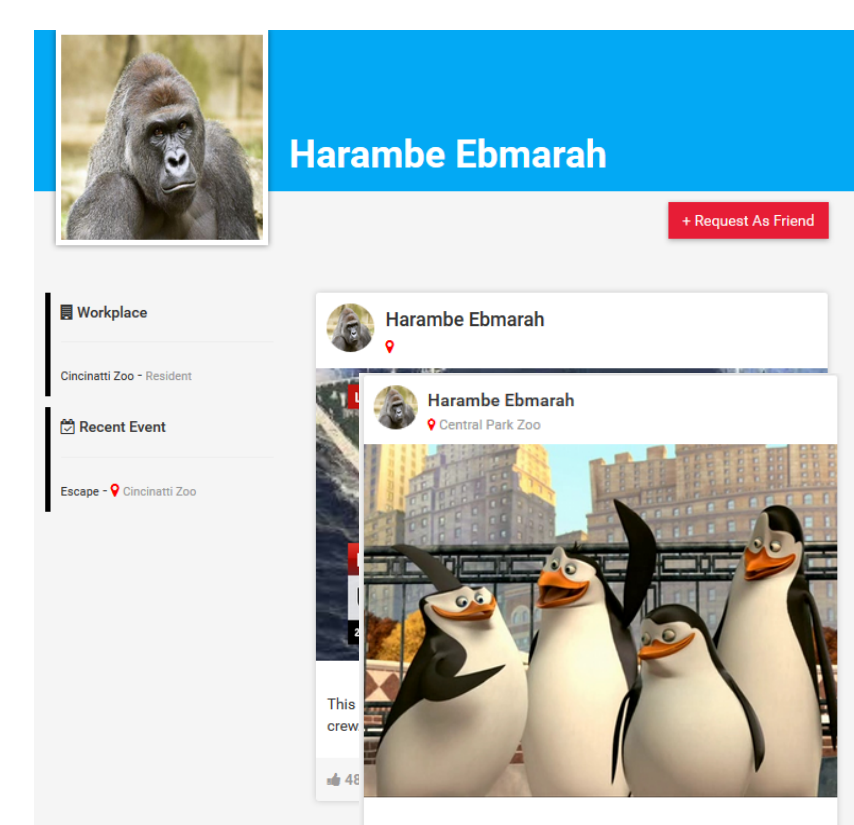 Harambe Ebmarah
+ Request As Friend
Workplace
Cincinatti Zoo - Resident
Recent Event
Escape - Cincinatti Zoo
Harambe Ebmarah
Harambe Ebmarah
Central Park Zoo
This
crew
48